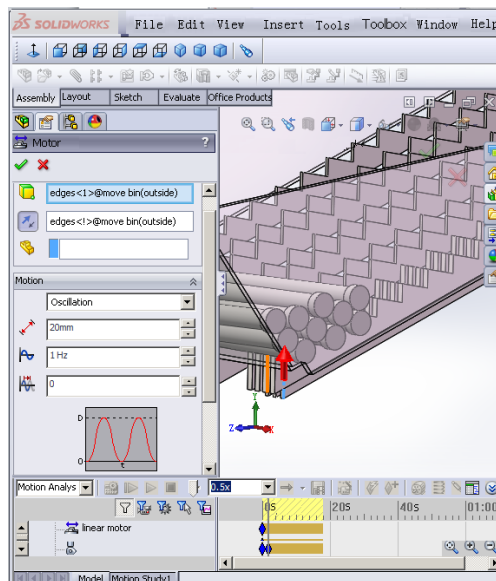 SOLIDWORKS File Edit View Insert Tools Toolbox Window Help
Assembly Layout Sketch Evaluate Office Products
Motor ?
edges<1>@move bin(outside)
edges<!>@move bin(outside)
Motion
Oscillation
20mm
1 Hz
0
D
0
t
Y
Z X
Motion Analys 0.5x
0s 20s 40s 01:00
linear motor
Model Motion Study1